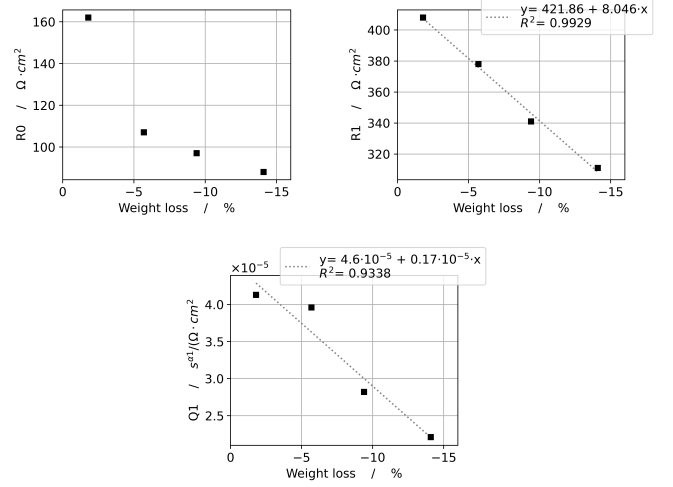 160
140
120
100
R0 / Ω ·cm²
0 −5 −10 −15
Weight loss / %
y= 421.86 + 8.046·x
R²= 0.9929
400
380
360
340
320
R1 / Ω ·cm²
0 −5 −10 −15
Weight loss / %
×10⁻⁵
y= 4.6·10⁻⁵ + 0.17·10⁻⁵·x
R²= 0.9338
4.0
3.5
3.0
2.5
Q1 / s^α1/(Ω · cm²
0 −5 −10 −15
Weight loss / %